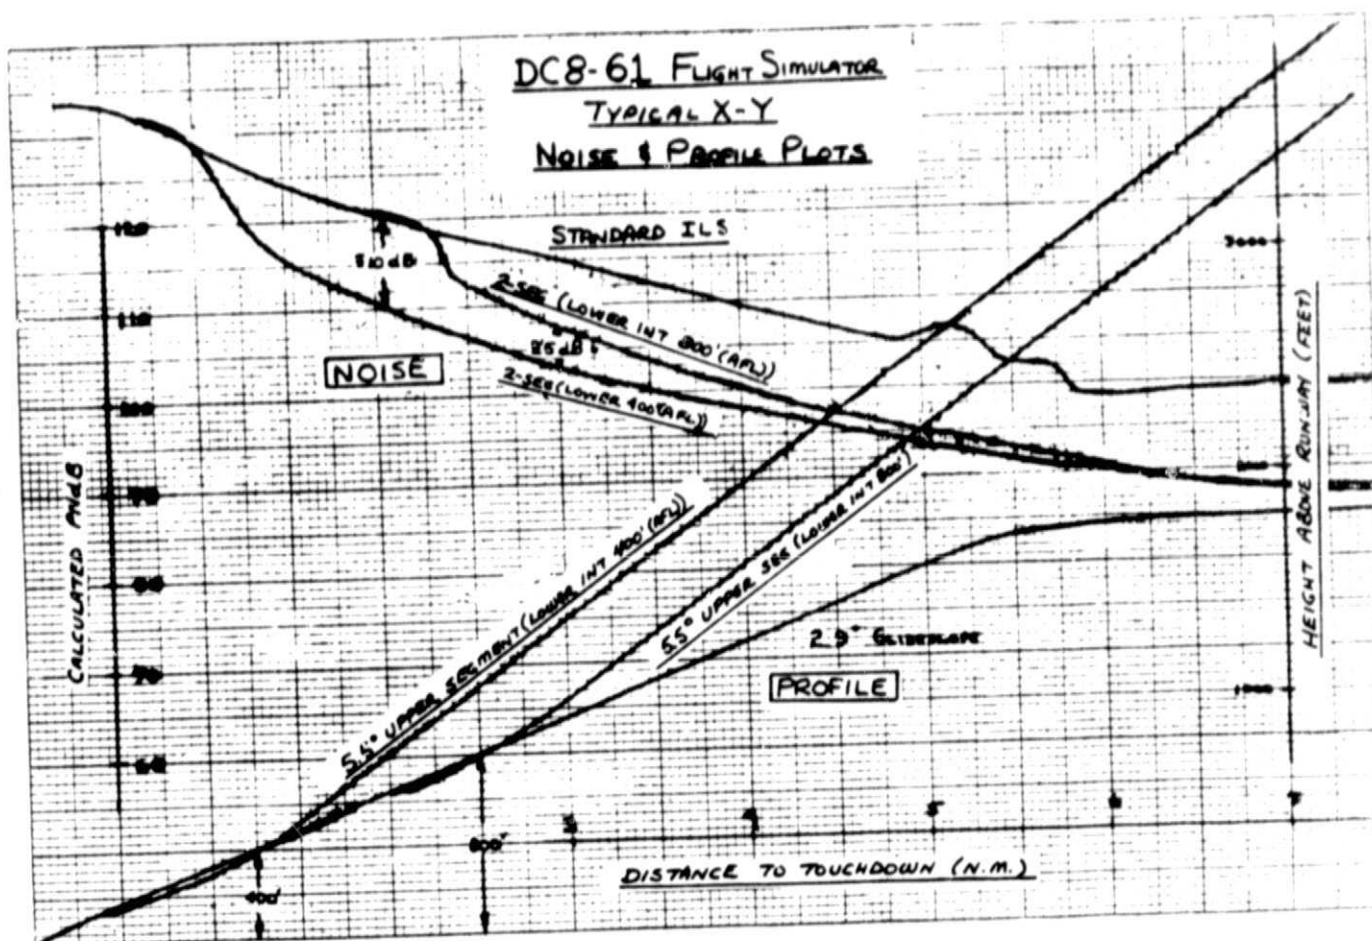 DC8-61 FLIGHT SIMULATOR
TYPICAL X-Y
NOISE & PROFILE PLOTS
STANDARD ILS
2-SEG (LOWER INT 800' (AFL))
2-SEG (LOWER 400' (AFL))
NOISE
120
110
100
70
60
CALCULATED PNdB
5.5° UPPER SEGMENT (LOWER INT 400' (AFL))
5.5° UPPER SEG (LOWER INT 800')
2.9° GLIDESLOPE
PROFILE
3000
1000
HEIGHT ABOVE RUNWAY (FEET)
3 4 5 6 7
400'
800'
DISTANCE TO TOUCHDOWN (N.M.)